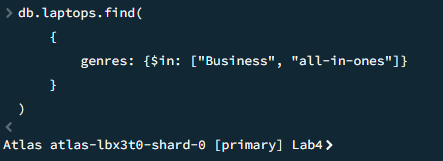 > db.laptops.find(
{
genres: {$in: ["Business", "all-in-ones"]}
}
)
<
Atlas atlas-lbx3t0-shard-0 [primary] Lab4>